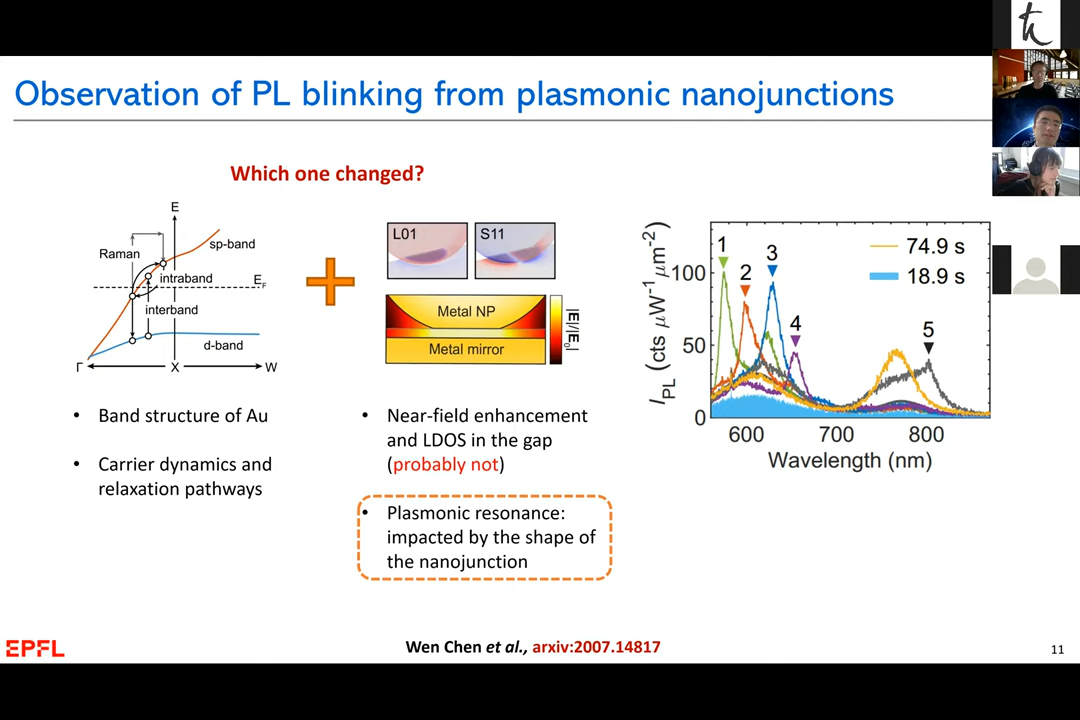 Observation of PL blinking from plasmonic nanojunctions
Which one changed?
E
sp-band
Raman
intraband
E_F
interband
d-band
Γ
X
W
• Band structure of Au
• Carrier dynamics and
relaxation pathways
L01
S11
Metal NP
Metal mirror
|E|/|E₀|
• Near-field enhancement
and LDOS in the gap
(probably not)
• Plasmonic resonance:
impacted by the shape of
the nanojunction
I_PL (cts μW⁻¹ μm⁻²)
100
50
0
1
2
3
4
5
74.9 s
18.9 s
600
700
800
Wavelength (nm)
EPFL
Wen Chen et al., arxiv:2007.14817
11